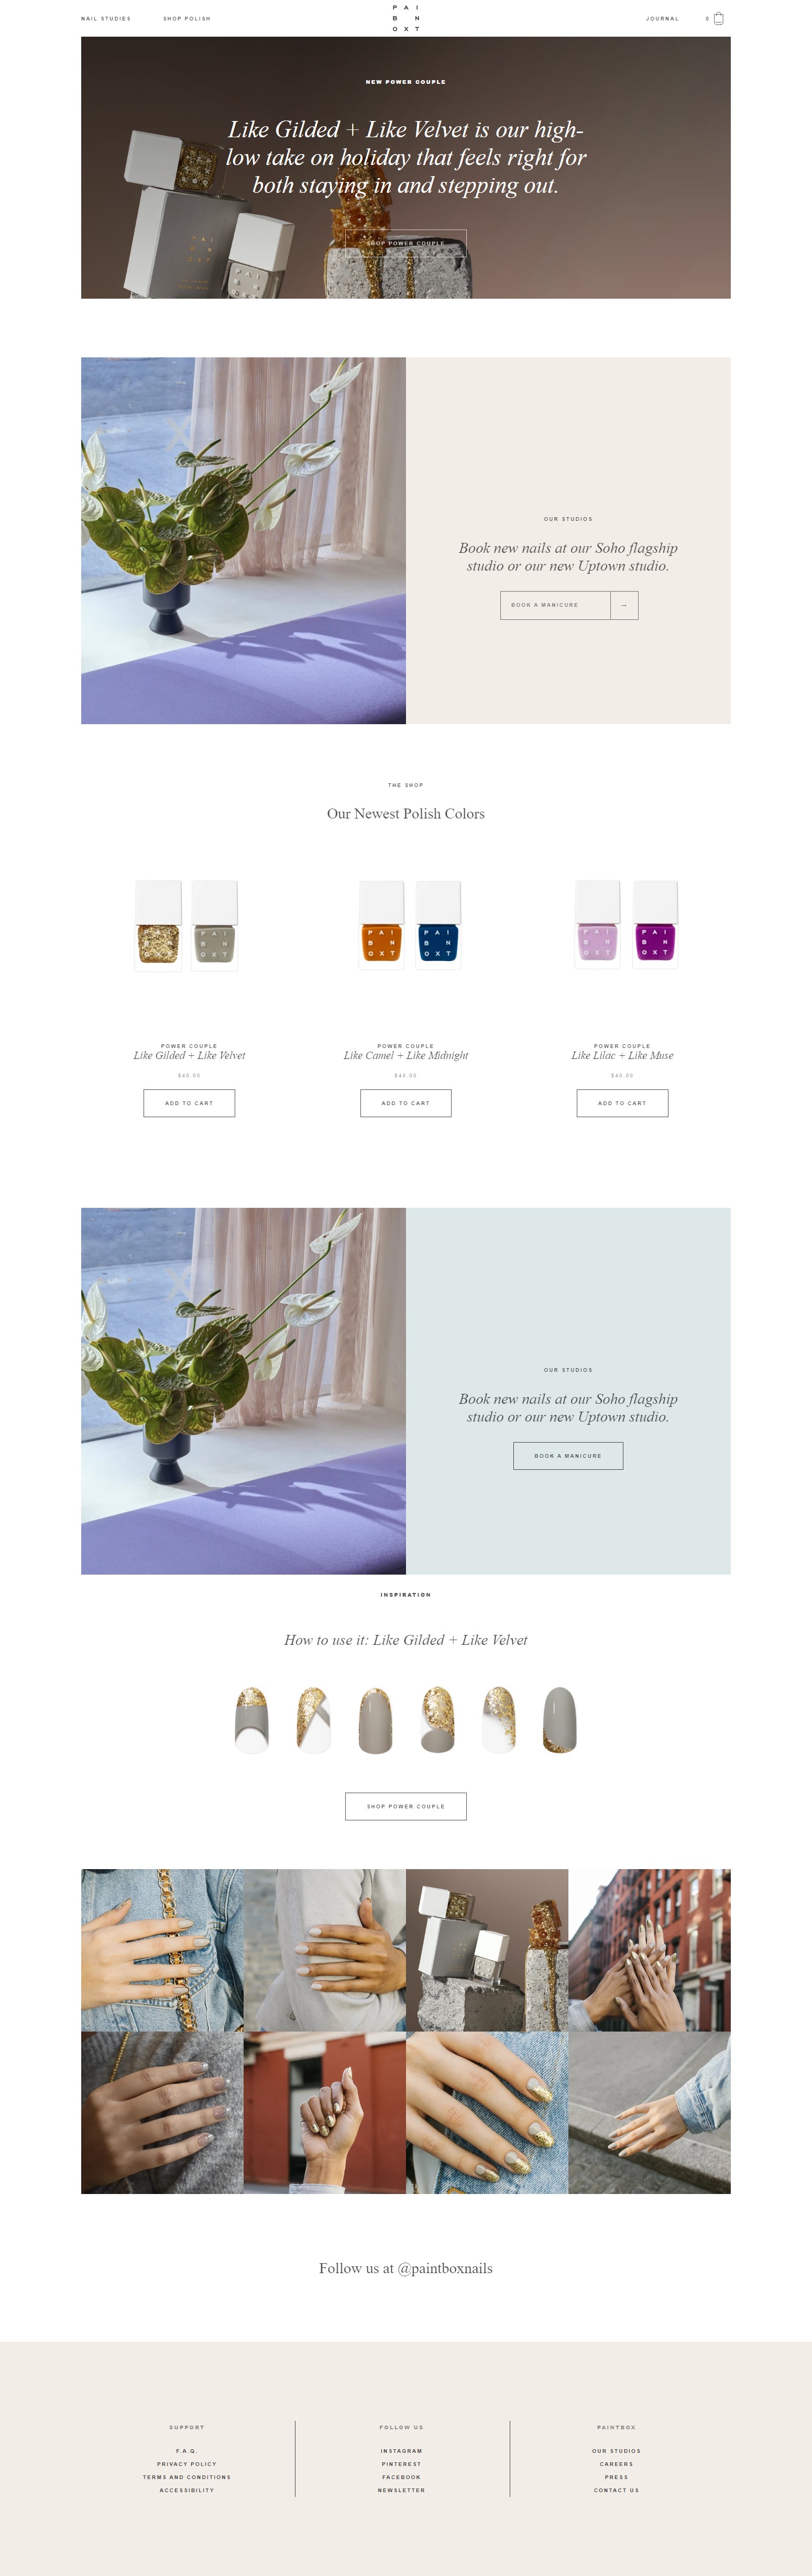 NAIL STUDIES
SHOP POLISH
P A I
B N
O X T
JOURNAL
0
NEW POWER COUPLE
Like Gilded + Like Velvet is our high-
low take on holiday that feels right for
both staying in and stepping out.
SHOP POWER COUPLE
P A I
B N
O X T
P A I
B N
O X T
X
OUR STUDIOS
Book new nails at our Soho flagship
studio or our new Uptown studio.
BOOK A MANICURE →
THE SHOP
Our Newest Polish Colors
P A I
B N
O X T
P A I
B N
O X T
P A I
B N
O X T
P A I
B N
O X T
P A I
B N
O X T
P A I
B N
O X T
POWER COUPLE
Like Gilded + Like Velvet
$40.00
ADD TO CART
POWER COUPLE
Like Camel + Like Midnight
$40.00
ADD TO CART
POWER COUPLE
Like Lilac + Like Muse
$40.00
ADD TO CART
X
OUR STUDIOS
Book new nails at our Soho flagship
studio or our new Uptown studio.
BOOK A MANICURE
INSPIRATION
How to use it: Like Gilded + Like Velvet
SHOP POWER COUPLE
Follow us at @paintboxnails
SUPPORT
F.A.Q.
PRIVACY POLICY
TERMS AND CONDITIONS
ACCESSIBILITY
FOLLOW US
INSTAGRAM
PINTEREST
FACEBOOK
NEWSLETTER
PAINTBOX
OUR STUDIOS
CAREERS
PRESS
CONTACT US